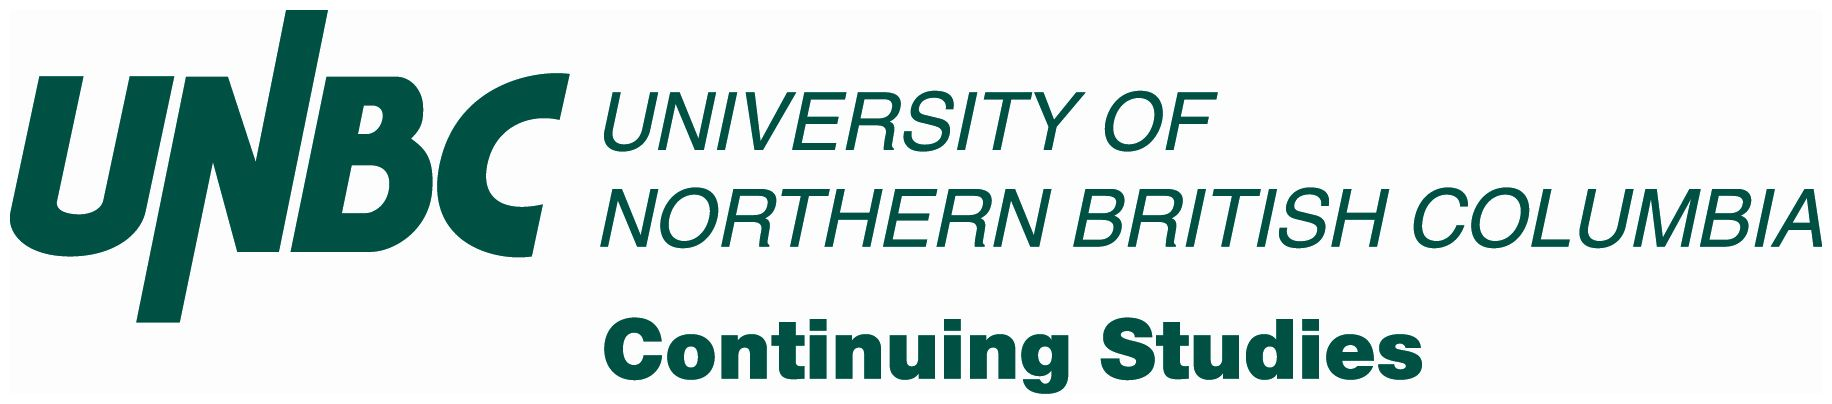 UNBC
UNIVERSITY OF
NORTHERN BRITISH COLUMBIA
Continuing Studies